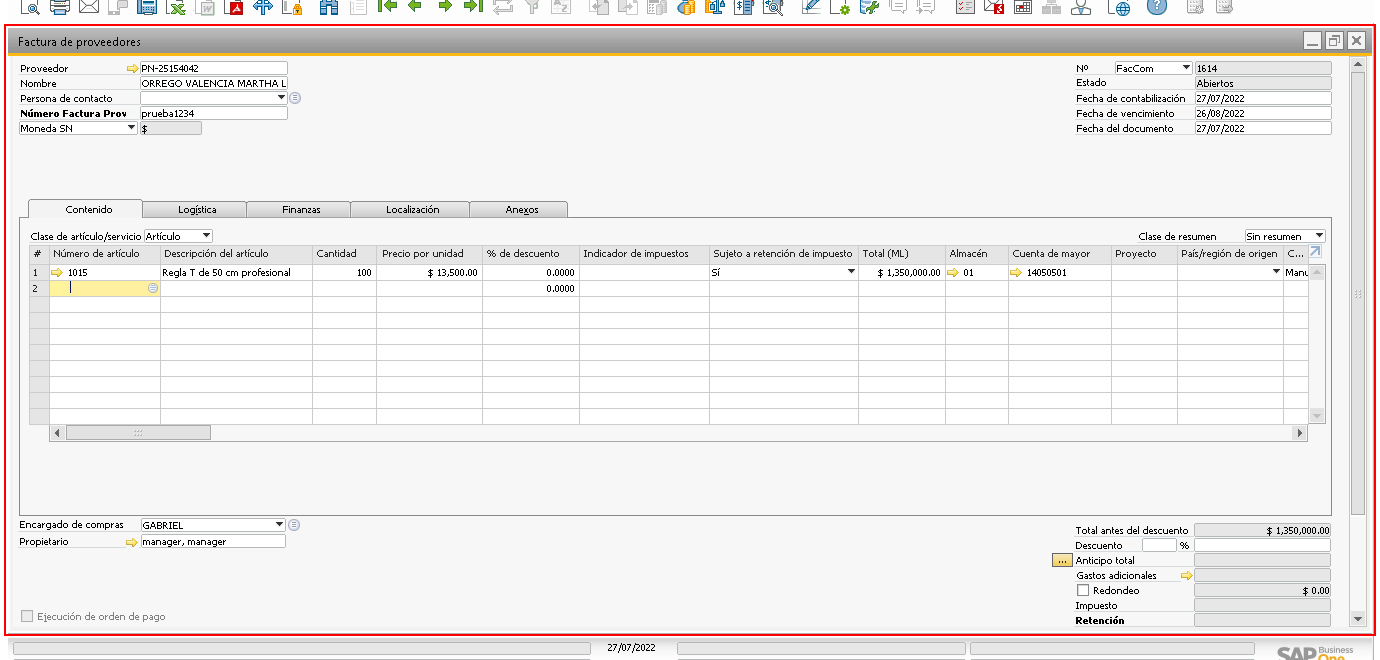 Factura de proveedores
Proveedor PN-25154042
Nombre ORREGO VALENCIA MARTHA L
Persona de contacto
Número Factura Prov prueba1234
Moneda SN $
Nº FacCom 1614
Estado Abiertos
Fecha de contabilización 27/07/2022
Fecha de vencimiento 26/08/2022
Fecha del documento 27/07/2022
Contenido Logística Finanzas Localización Anexos
Clase de artículo/servicio Artículo Clase de resumen Sin resumen
# Número de artículo Descripción del artículo Cantidad Precio por unidad % de descuento Indicador de impuestos Sujeto a retención de impuesto Total (ML) Almacén Cuenta de mayor Proyecto País/región de origen C...
1 1015 Regla T de 50 cm profesional 100 $ 13,500.00 0.0000 Sí $ 1,350,000.00 01 14050501 Manu
2 0.0000
Encargado de compras GABRIEL
Propietario manager, manager
Total antes del descuento $ 1,350,000.00
Descuento %
... Anticipo total
Gastos adicionales
Redondeo $ 0.00
Impuesto
Retención
Ejecución de orden de pago
27/07/2022
SAP Business
One